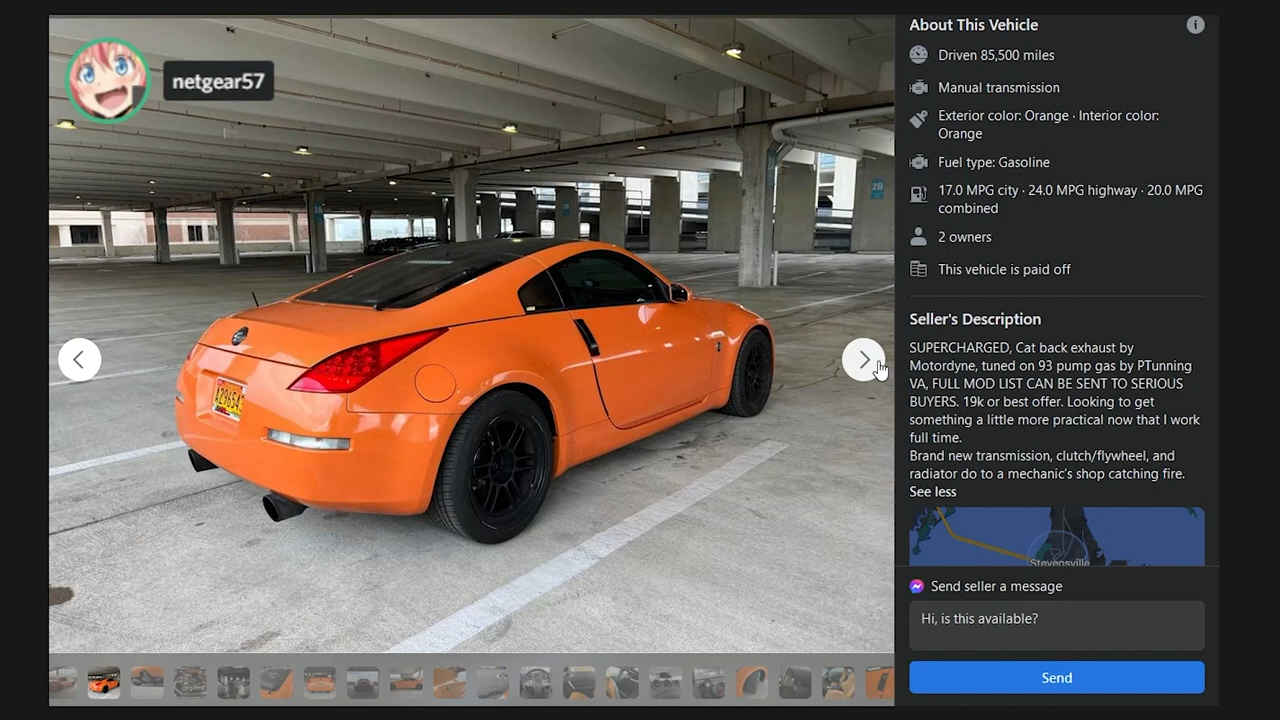 netgear57
2A
2B
A29654
About This Vehicle
Driven 85,500 miles
Manual transmission
Exterior color: Orange · Interior color:
Orange
Fuel type: Gasoline
17.0 MPG city · 24.0 MPG highway · 20.0 MPG
combined
2 owners
This vehicle is paid off
Seller's Description
SUPERCHARGED, Cat back exhaust by
Motordyne, tuned on 93 pump gas by PTunning
VA, FULL MOD LIST CAN BE SENT TO SERIOUS
BUYERS. 19k or best offer. Looking to get
something a little more practical now that I work
full time.
Brand new transmission, clutch/flywheel, and
radiator do to a mechanic's shop catching fire.
See less
Stevensville
Send seller a message
Hi, is this available?
Send